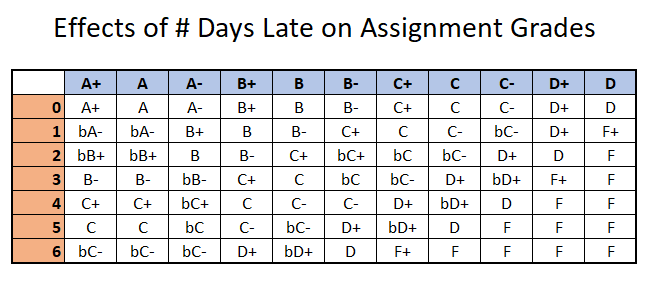 Effects of # Days Late on Assignment Grades
A+ A A- B+ B B- C+ C C- D+ D
0 A+ A A- B+ B B- C+ C C- D+ D
1 bA- bA- B+ B B- C+ C C- bC- D+ F+
2 bB+ bB+ B B- C+ bC+ bC bC- D+ D F
3 B- B- bB- C+ C bC bC- D+ bD+ F+ F
4 C+ C+ bC+ C C- C- D+ bD+ D F F
5 C C bC C- bC- D+ bD+ D F F F
6 bC- bC- bC- D+ bD+ D F+ F F F F